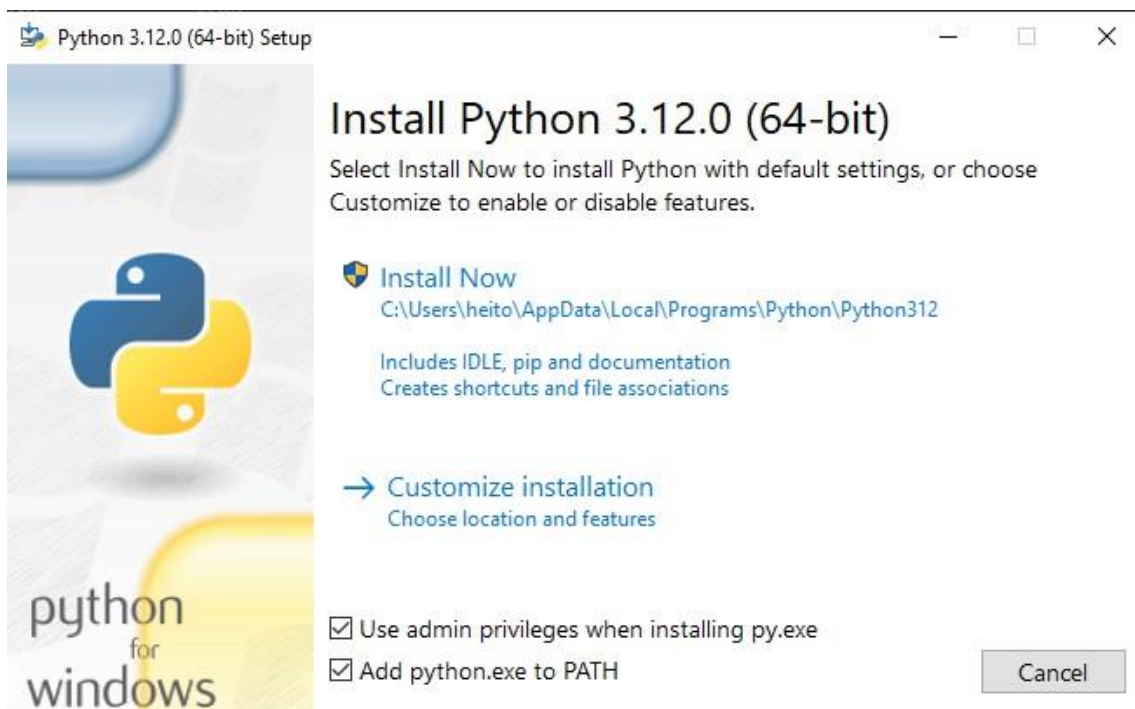 Python 3.12.0 (64-bit) Setup
Install Python 3.12.0 (64-bit)
Select Install Now to install Python with default settings, or choose
Customize to enable or disable features.
Install Now
C:\Users\heito\AppData\Local\Programs\Python\Python312
Includes IDLE, pip and documentation
Creates shortcuts and file associations
Customize installation
Choose location and features
python
for
windows
Use admin privileges when installing py.exe
Add python.exe to PATH
Cancel